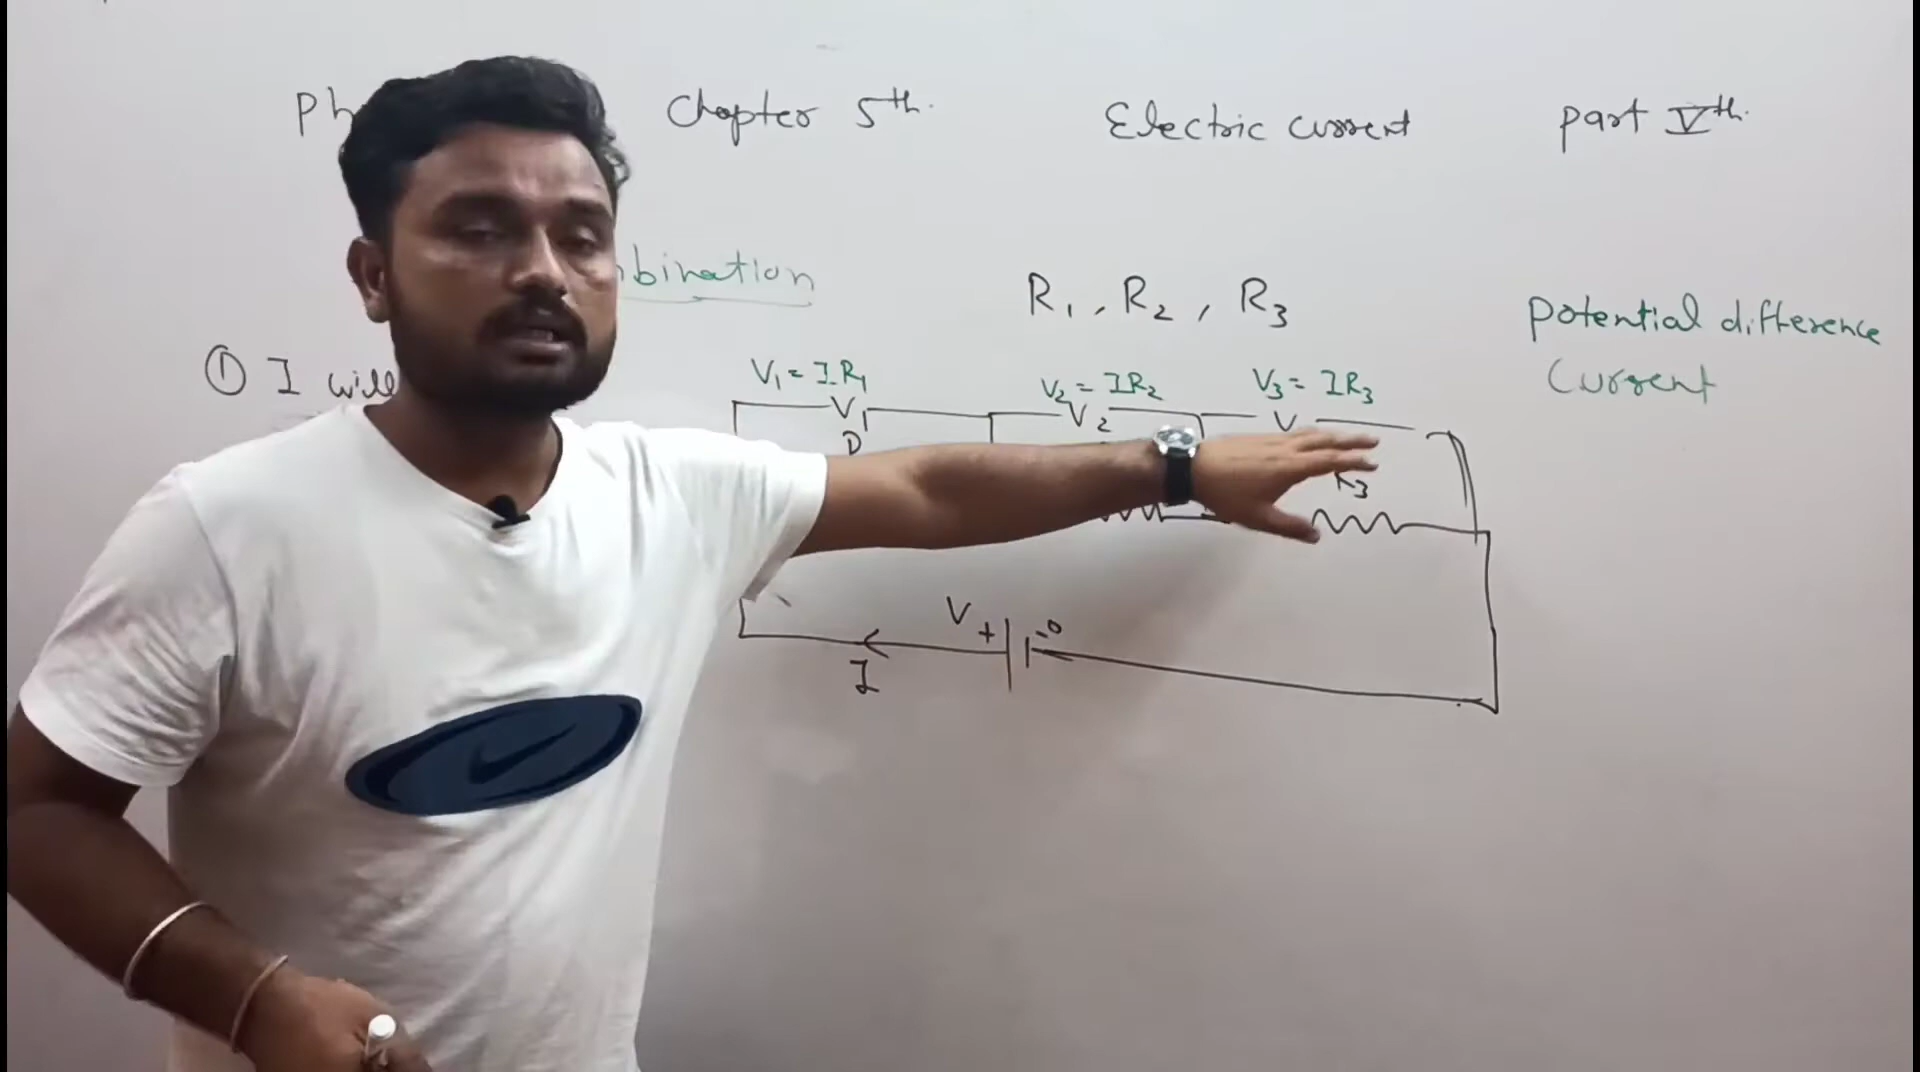 Ph Chapter 5th. Electric current part Vth.
bination
R1, R2, R3
Potential difference
Current
① I will
V1 = IR1 V2 = IR2 V3 = IR3
V1 V2 V
R3
V + -
I